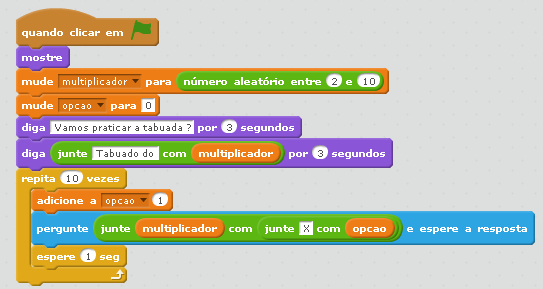 quando clicar em
mostre
mude multiplicador para número aleatório entre 2 e 10
mude opcao para 0
diga Vamos praticar a tabuada ? por 3 segundos
diga junte Tabuado do com multiplicador por 3 segundos
repita 10 vezes
adicione a opcao 1
pergunte junte multiplicador com junte X com opcao e espere a resposta
espere 1 seg